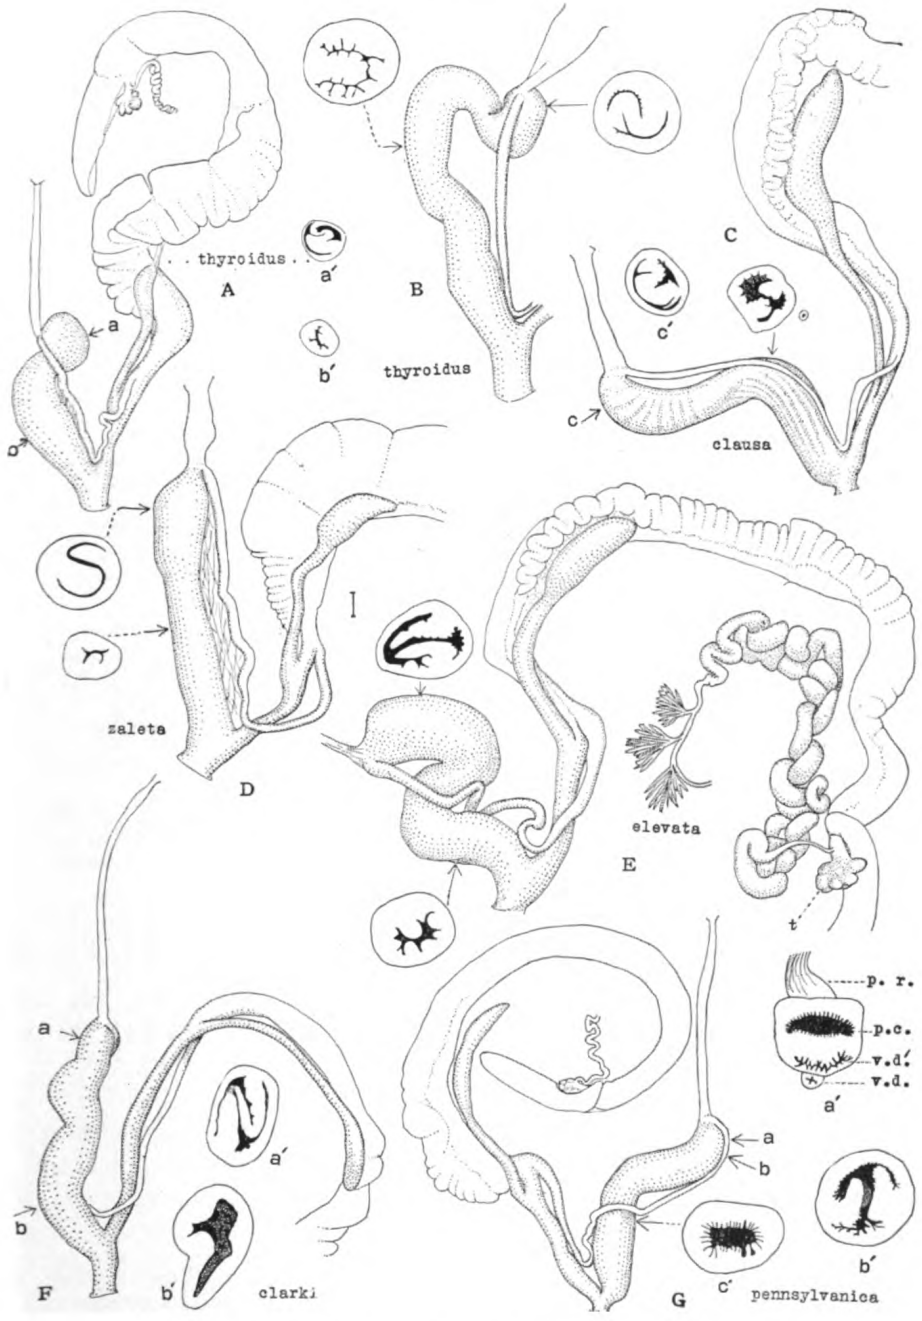 thyroidus
A
a
b
a′
b′
B
thyroidus
C
c′
c
clausa
zaleta
D
elevata
E
t
a
b
F
a′
b′
clarki
p. r.
p.c.
v.d.′
v.d.
a′
a
b
c′
b′
G
pennsylvanica